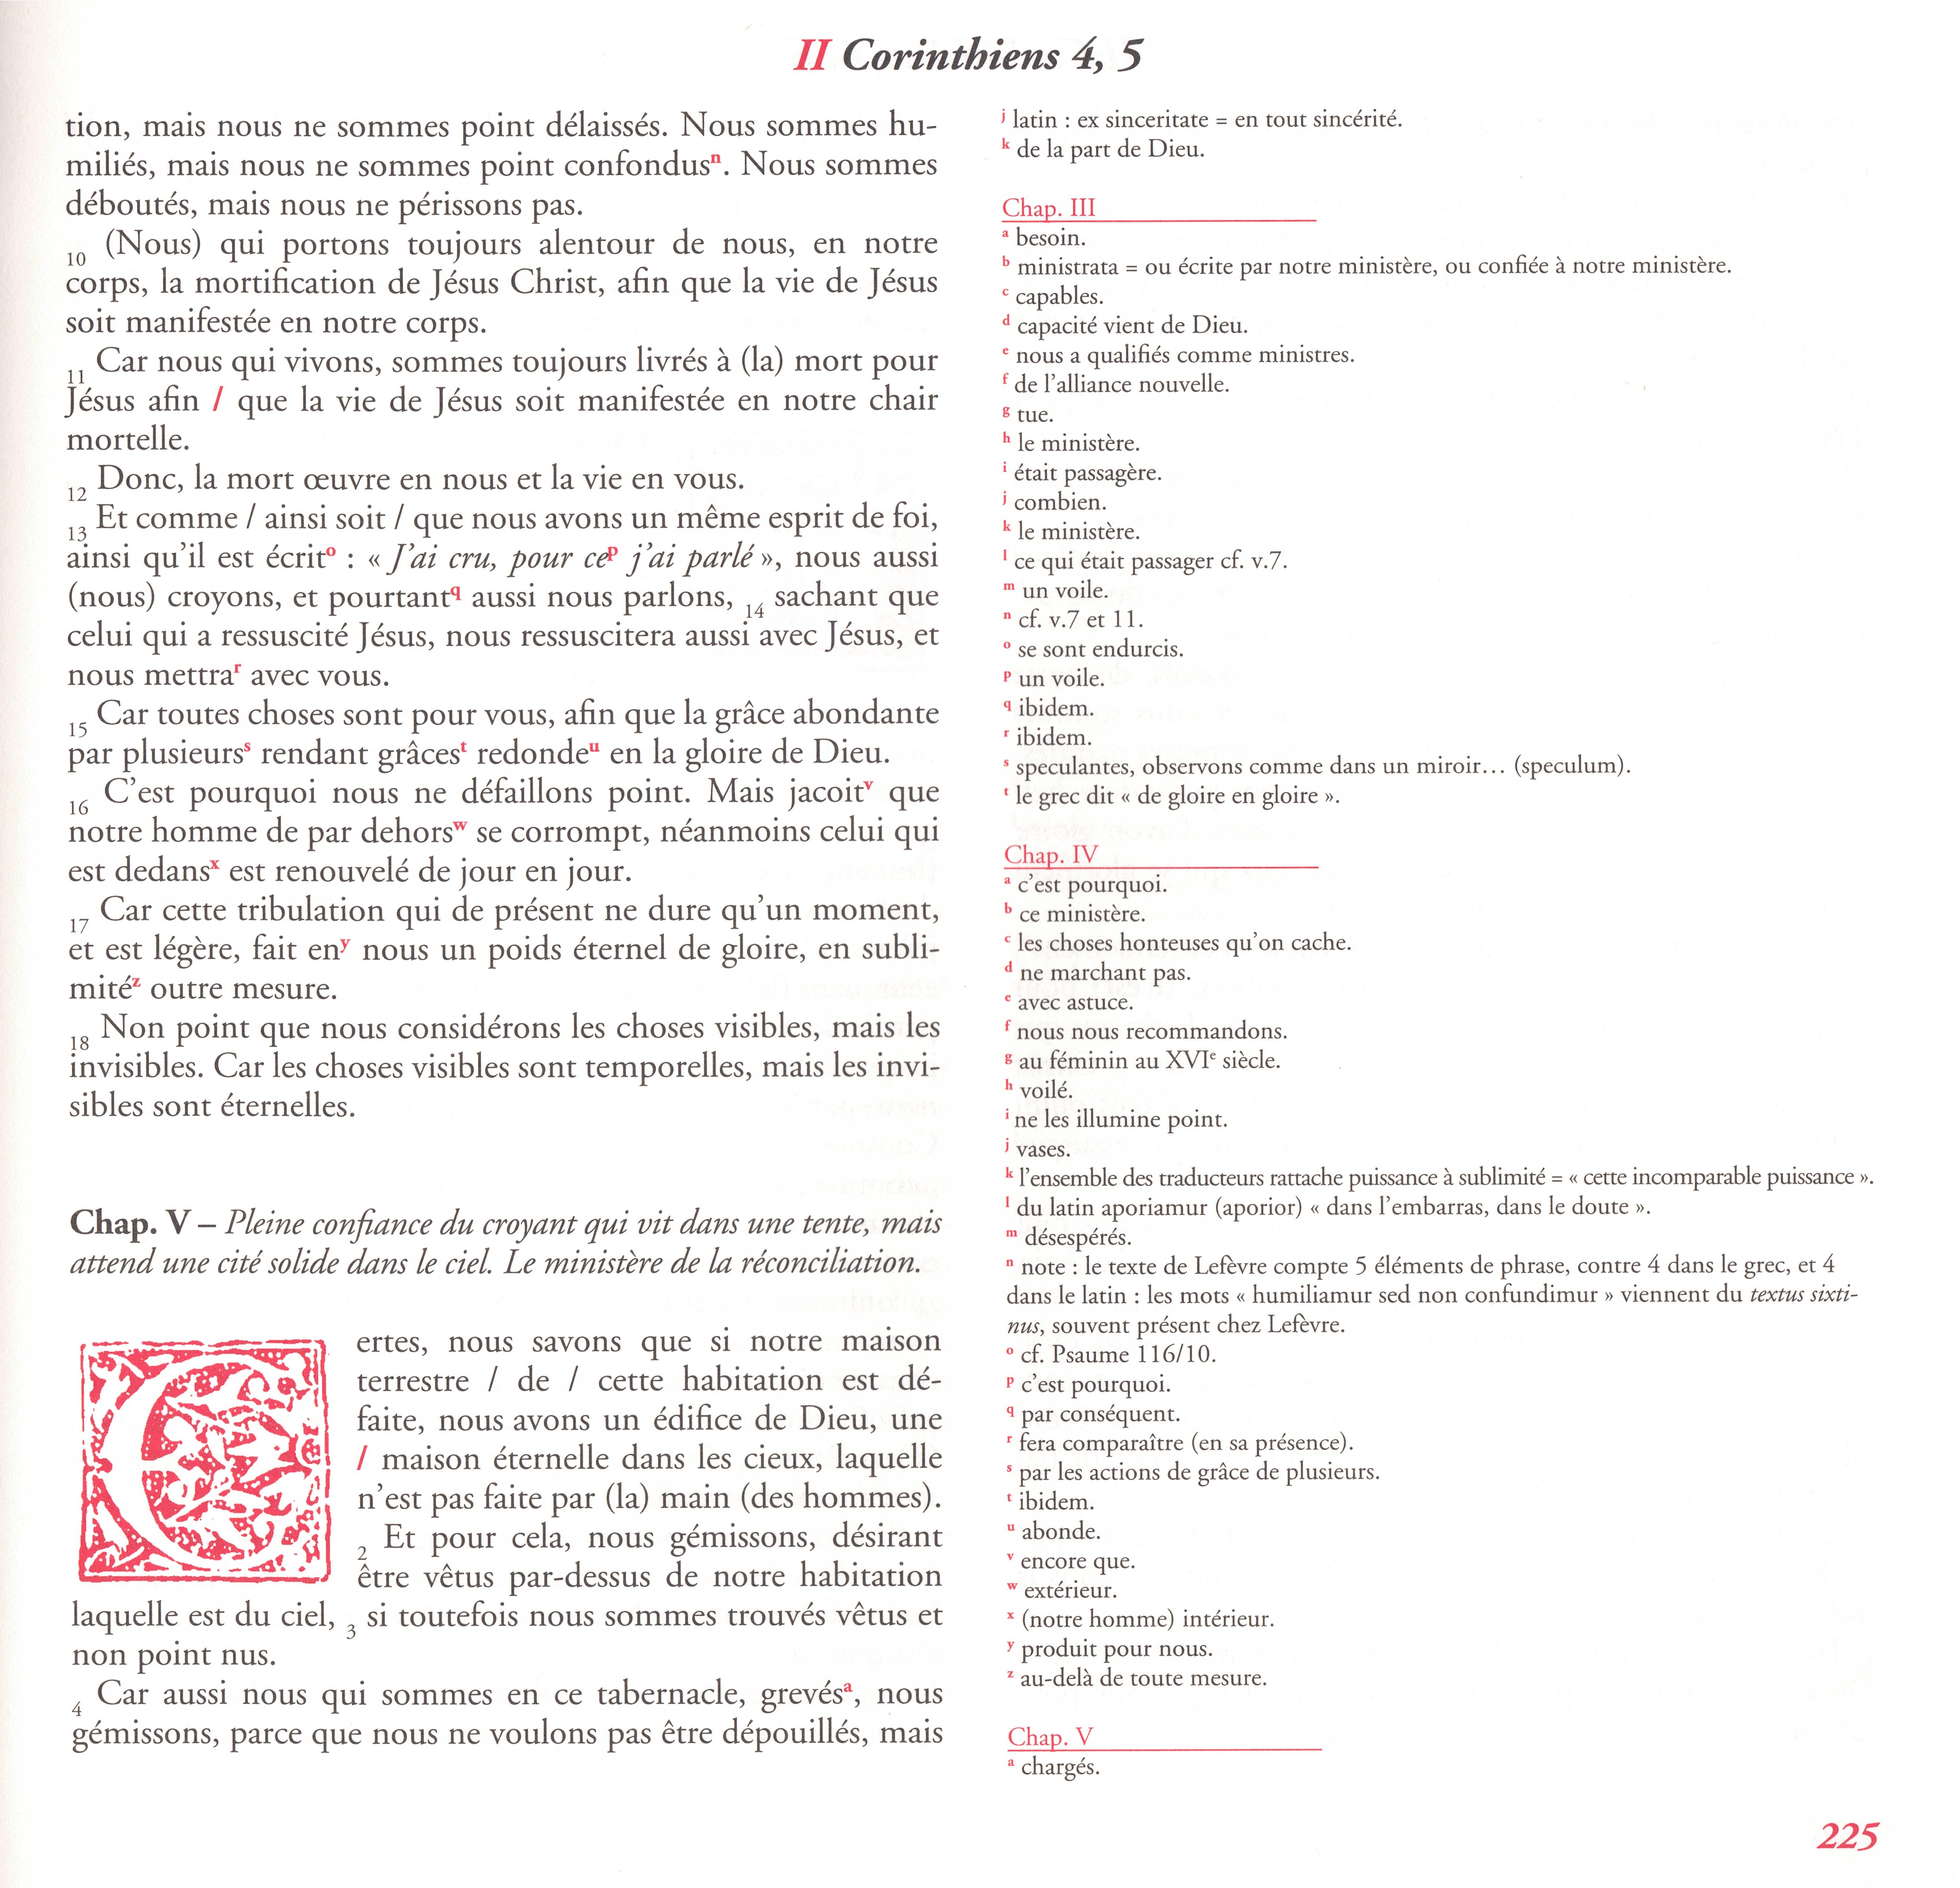 II Corinthiens 4, 5
tion, mais nous ne sommes point délaissés. Nous sommes hu-
miliés, mais nous ne sommes point confondusⁿ. Nous sommes
déboutés, mais nous ne périssons pas.
10 (Nous) qui portons toujours alentour de nous, en notre
corps, la mortification de Jésus Christ, afin que la vie de Jésus
soit manifestée en notre corps.
11 Car nous qui vivons, sommes toujours livrés à (la) mort pour
Jésus afin / que la vie de Jésus soit manifestée en notre chair
mortelle.
12 Donc, la mort œuvre en nous et la vie en vous.
13 Et comme / ainsi soit / que nous avons un même esprit de foi,
ainsi qu’il est écritᵒ : « J’ai cru, pour ceᵖ j’ai parlé », nous aussi
(nous) croyons, et pourtant^q aussi nous parlons, 14 sachant que
celui qui a ressuscité Jésus, nous ressuscitera aussi avec Jésus, et
nous mettraʳ avec vous.
15 Car toutes choses sont pour vous, afin que la grâce abondante
par plusieursˢ rendant grâcesᵗ redondeᵘ en la gloire de Dieu.
16 C’est pourquoi nous ne défaillons point. Mais jacoitᵛ que
notre homme de par dehorsʷ se corrompt, néanmoins celui qui
est dedansˣ est renouvelé de jour en jour.
17 Car cette tribulation qui de présent ne dure qu’un moment,
et est légère, fait enʸ nous un poids éternel de gloire, en subli-
mitéᶻ outre mesure.
18 Non point que nous considérons les choses visibles, mais les
invisibles. Car les choses visibles sont temporelles, mais les invi-
sibles sont éternelles.
Chap. V – Pleine confiance du croyant qui vit dans une tente, mais
attend une cité solide dans le ciel. Le ministère de la réconciliation.
Certes, nous savons que si notre maison
terrestre / de / cette habitation est dé-
faite, nous avons un édifice de Dieu, une
/ maison éternelle dans les cieux, laquelle
n’est pas faite par (la) main (des hommes).
2 Et pour cela, nous gémissons, désirant
être vêtus par-dessus de notre habitation
laquelle est du ciel, 3 si toutefois nous sommes trouvés vêtus et
non point nus.
4 Car aussi nous qui sommes en ce tabernacle, grevésᵃ, nous
gémissons, parce que nous ne voulons pas être dépouillés, mais
j latin : ex sinceritate = en tout sincérité.
k de la part de Dieu.
Chap. III
a besoin.
b ministrata = ou écrite par notre ministère, ou confiée à notre ministère.
c capables.
d capacité vient de Dieu.
e nous a qualifiés comme ministres.
f de l’alliance nouvelle.
g tue.
h le ministère.
i était passagère.
j combien.
k le ministère.
l ce qui était passager cf. v.7.
m un voile.
n cf. v.7 et 11.
o se sont endurcis.
p un voile.
q ibidem.
r ibidem.
s speculantes, observons comme dans un miroir… (speculum).
t le grec dit « de gloire en gloire ».
Chap. IV
a c’est pourquoi.
b ce ministère.
c les choses honteuses qu’on cache.
d ne marchant pas.
e avec astuce.
f nous nous recommandons.
g au féminin au XVIᵉ siècle.
h voilé.
i ne les illumine point.
j vases.
k l’ensemble des traducteurs rattache puissance à sublimité = « cette incomparable puissance ».
l du latin aporiamur (aporior) « dans l’embarras, dans le doute ».
m désespérés.
n note : le texte de Lefèvre compte 5 éléments de phrase, contre 4 dans le grec, et 4
dans le latin : les mots « humiliamur sed non confundimur » viennent du textus sixti-
nus, souvent présent chez Lefèvre.
o cf. Psaume 116/10.
p c’est pourquoi.
q par conséquent.
r fera comparaître (en sa présence).
s par les actions de grâce de plusieurs.
t ibidem.
u abonde.
v encore que.
w extérieur.
x (notre homme) intérieur.
y produit pour nous.
z au-delà de toute mesure.
Chap. V
a chargés.
225